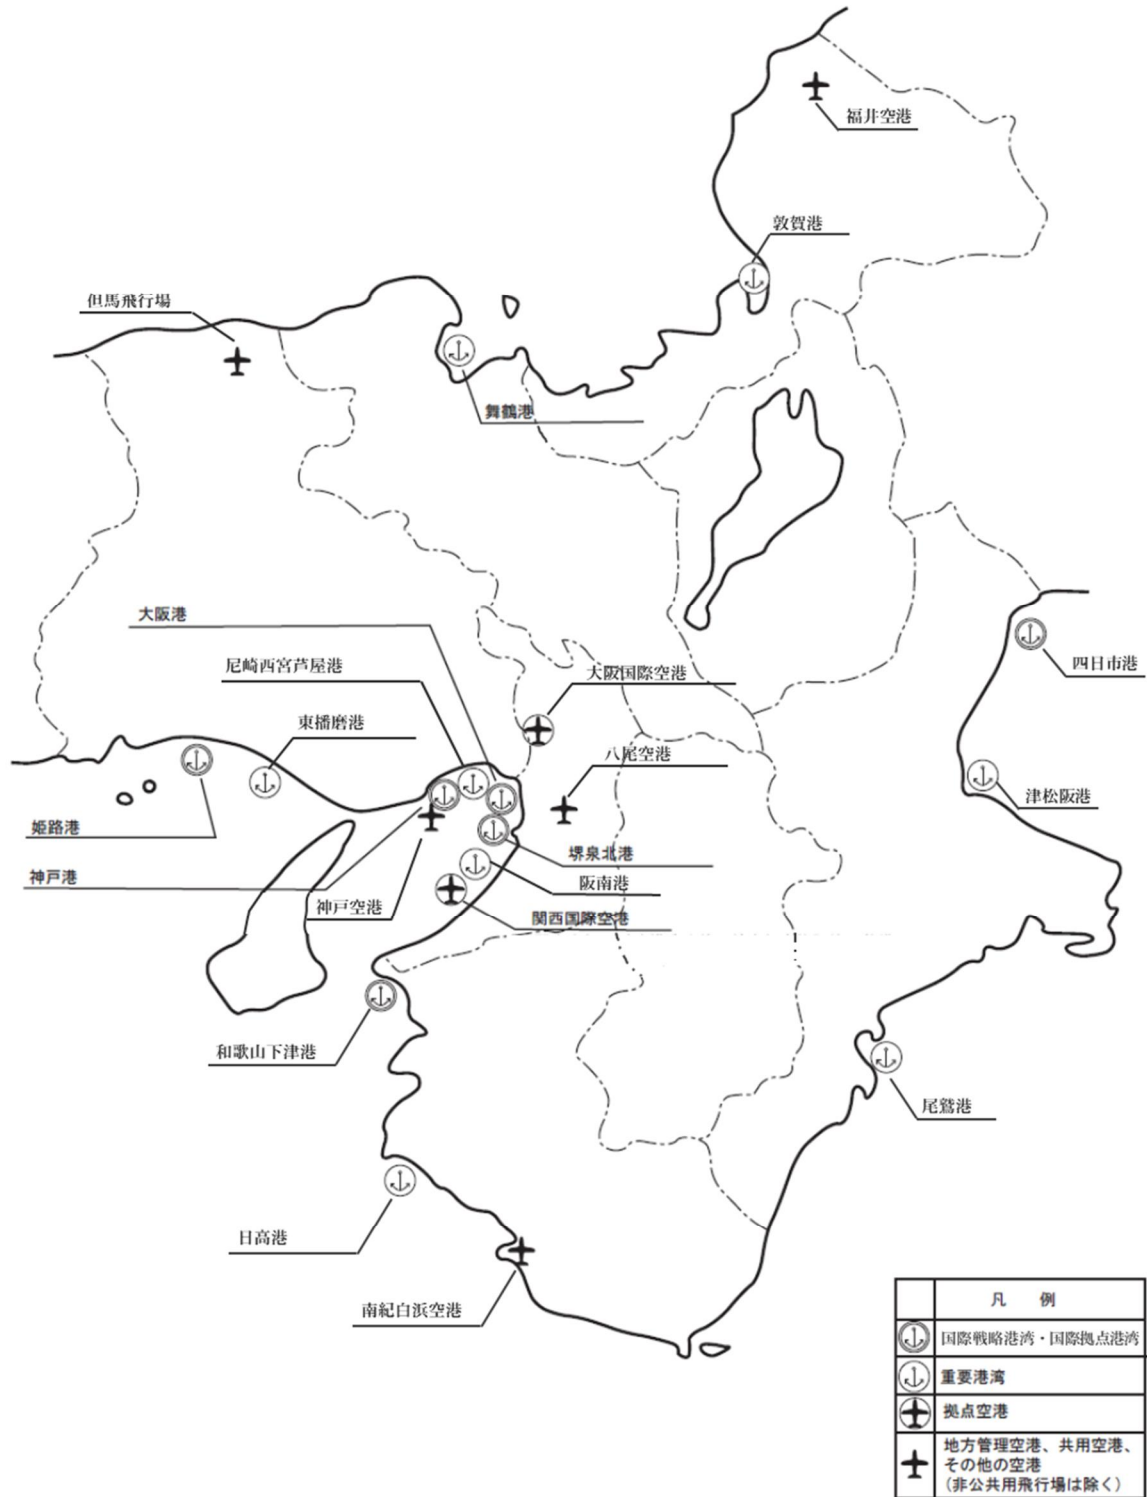 福井空港
敦賀港
但馬飛行場
舞鶴港
大阪港
尼崎西宮芦屋港
大阪国際空港
四日市港
東播磨港
八尾空港
津松阪港
姫路港
堺泉北港
神戸港
阪南港
神戸空港
関西国際空港
和歌山下津港
尾鷲港
日高港
南紀白浜空港
凡 例
国際戦略港湾・国際拠点港湾
重要港湾
拠点空港
地方管理空港、共用空港、
その他の空港
(非公共用飛行場は除く)